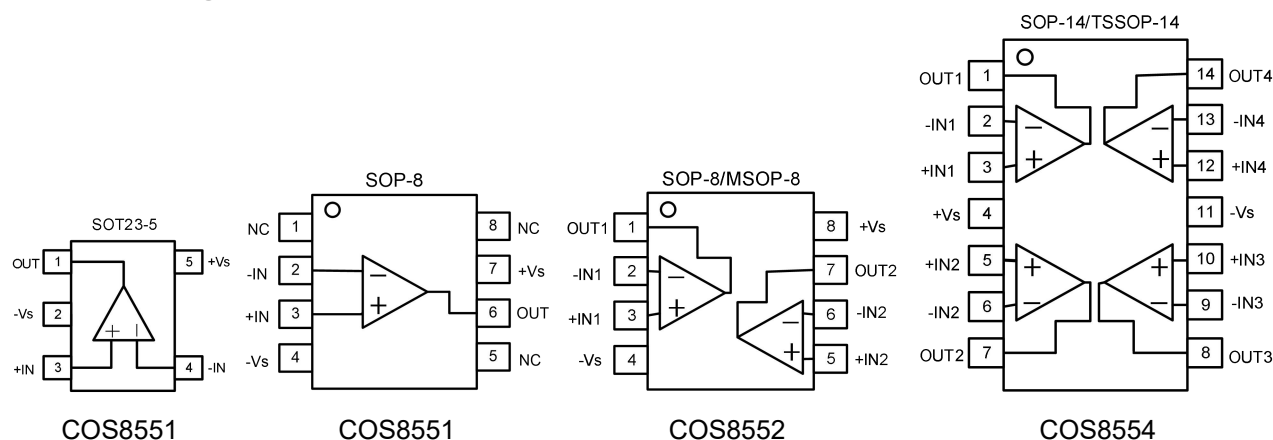 SOT23-5
OUT 1 5 +Vs
-Vs 2
+IN 3 4 -IN
COS8551
SOP-8
NC 1 8 NC
-IN 2 7 +Vs
+IN 3 6 OUT
-Vs 4 5 NC
COS8551
SOP-8/MSOP-8
OUT1 1 8 +Vs
-IN1 2 7 OUT2
+IN1 3 6 -IN2
-Vs 4 5 +IN2
COS8552
SOP-14/TSSOP-14
OUT1 1 14 OUT4
-IN1 2 13 -IN4
+IN1 3 12 +IN4
+Vs 4 11 -Vs
+IN2 5 10 +IN3
-IN2 6 9 -IN3
OUT2 7 8 OUT3
COS8554